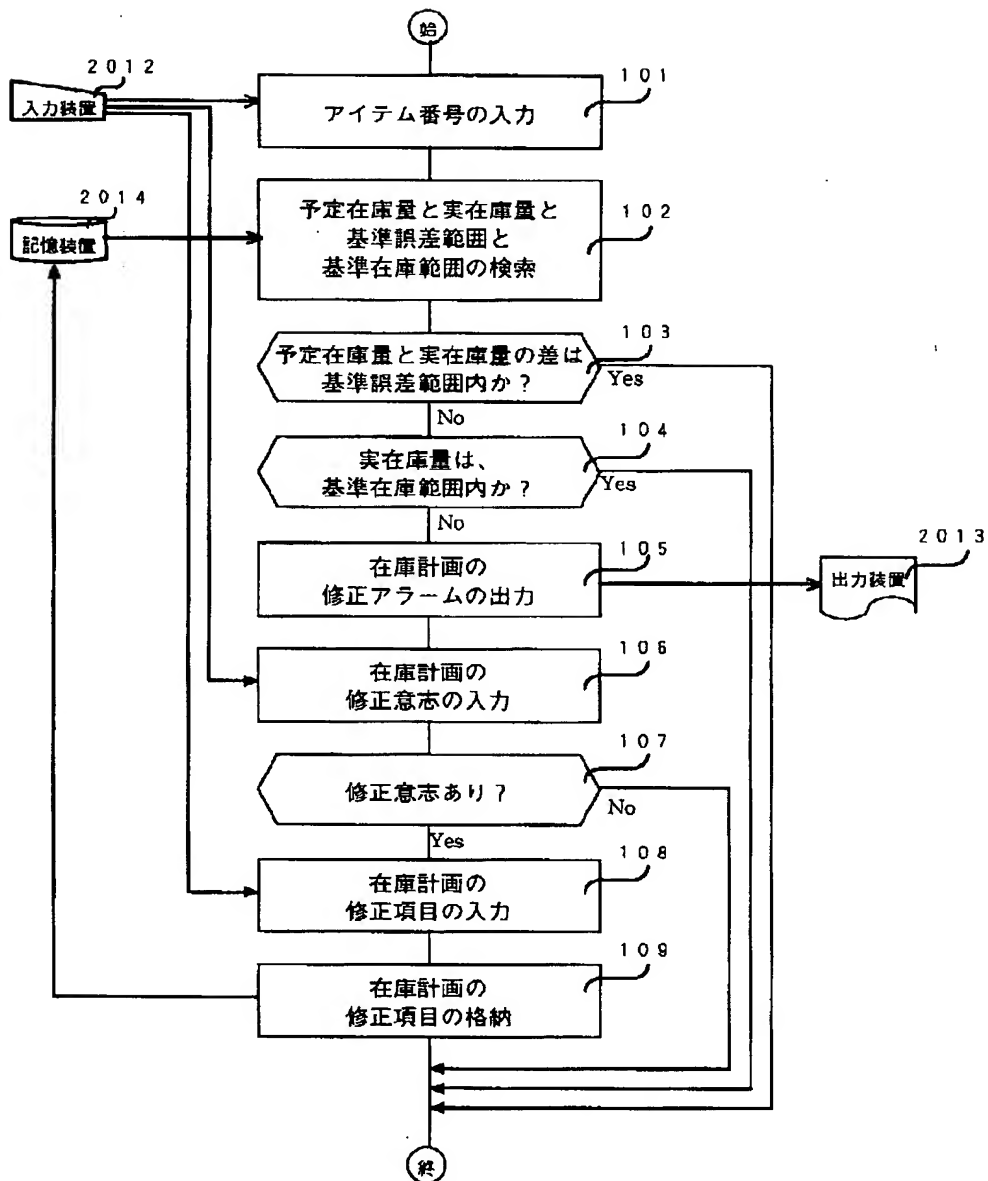 始
2012
入力装置
101
アイテム番号の入力
2014
記憶装置
102
予定在庫量と実在庫量と
基準誤差範囲と
基準在庫範囲の検索
103
予定在庫量と実在庫量の差は
基準誤差範囲内か?
Yes
No
104
実在庫量は、
基準在庫範囲内か?
Yes
No
105
在庫計画の
修正アラームの出力
2013
出力装置
106
在庫計画の
修正意志の入力
107
修正意志あり?
No
Yes
108
在庫計画の
修正項目の入力
109
在庫計画の
修正項目の格納
終